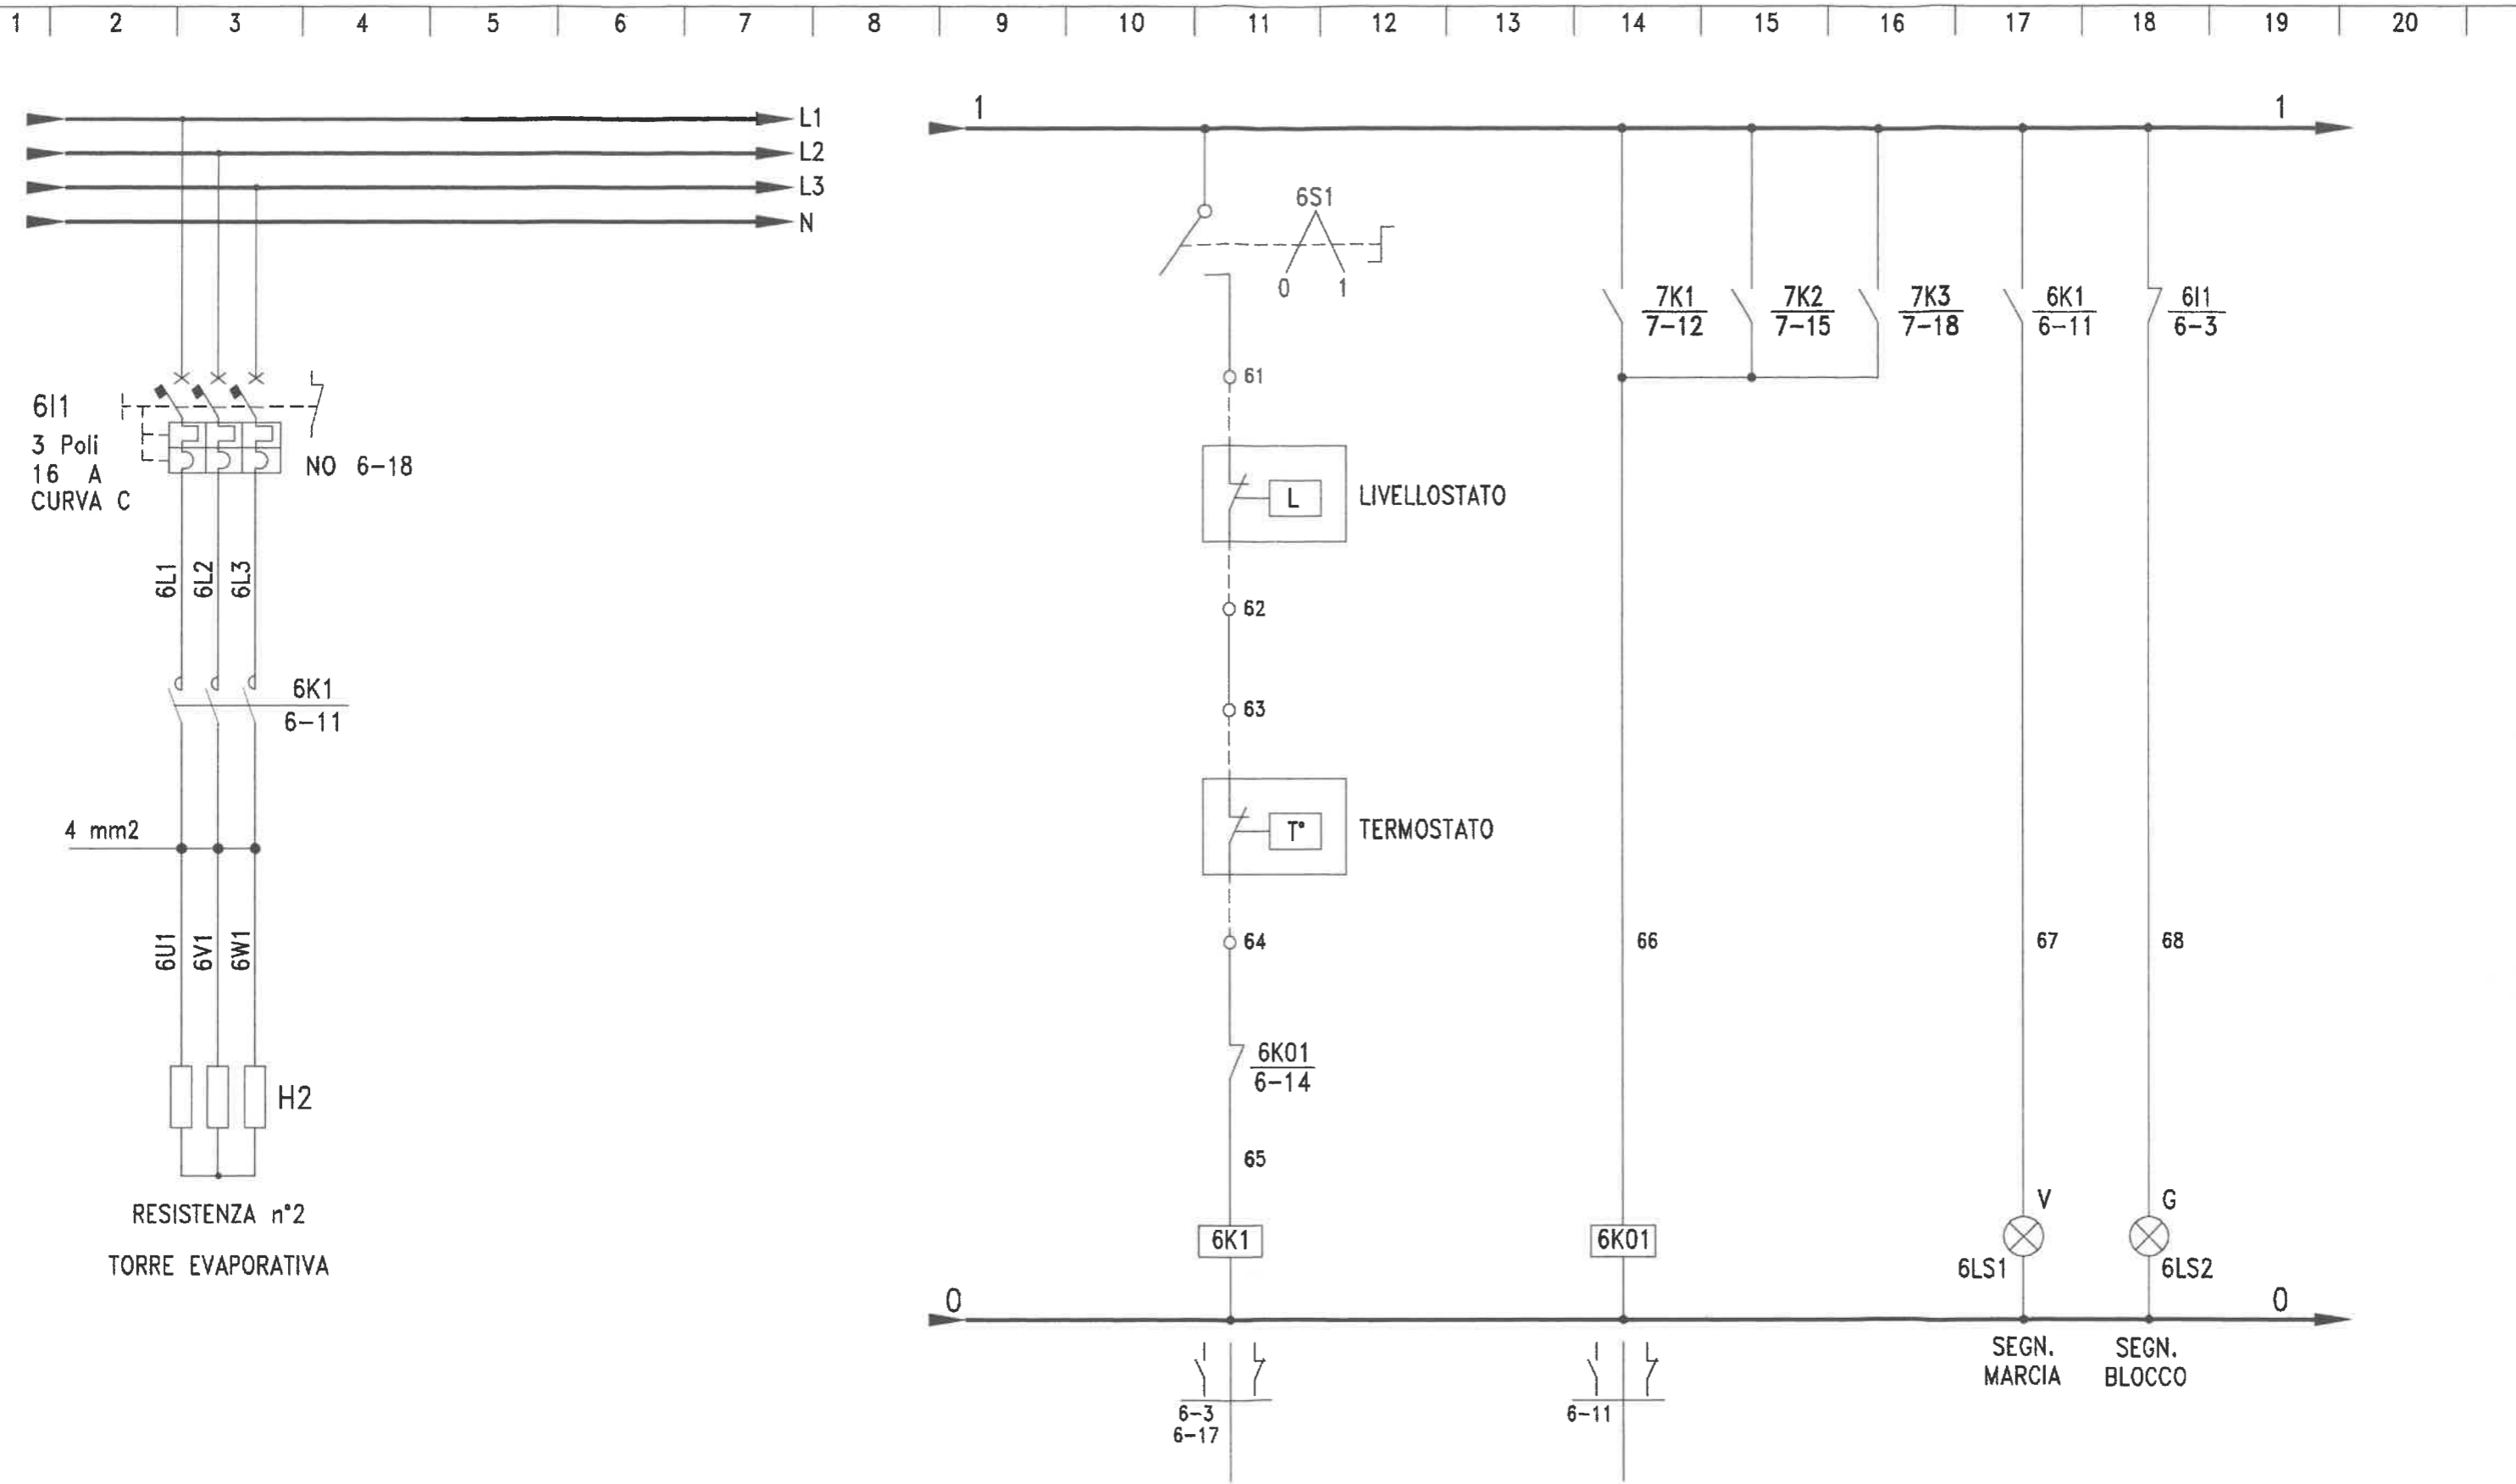 1 2 3 4 5 6 7 8 9 10 11 12 13 14 15 16 17 18 19 20
L1
L2
L3
N
6I1
3 Poli
16 A
CURVA C
NO 6-18
6L1 6L2 6L3
6K1
6-11
4 mm2
6U1 6V1 6W1
H2
RESISTENZA n°2
TORRE EVAPORATIVA
1 1
6S1
0 1
61
L LIVELLOSTATO
62
63
T° TERMOSTATO
64
6K01
6-14
65
6K1
7K1
7-12
7K2
7-15
7K3
7-18
6K1
6-11
6I1
6-3
66
67
68
6K01
V
6LS1
G
6LS2
0 0
SEGN.
MARCIA
SEGN.
BLOCCO
6-3
6-17
6-11